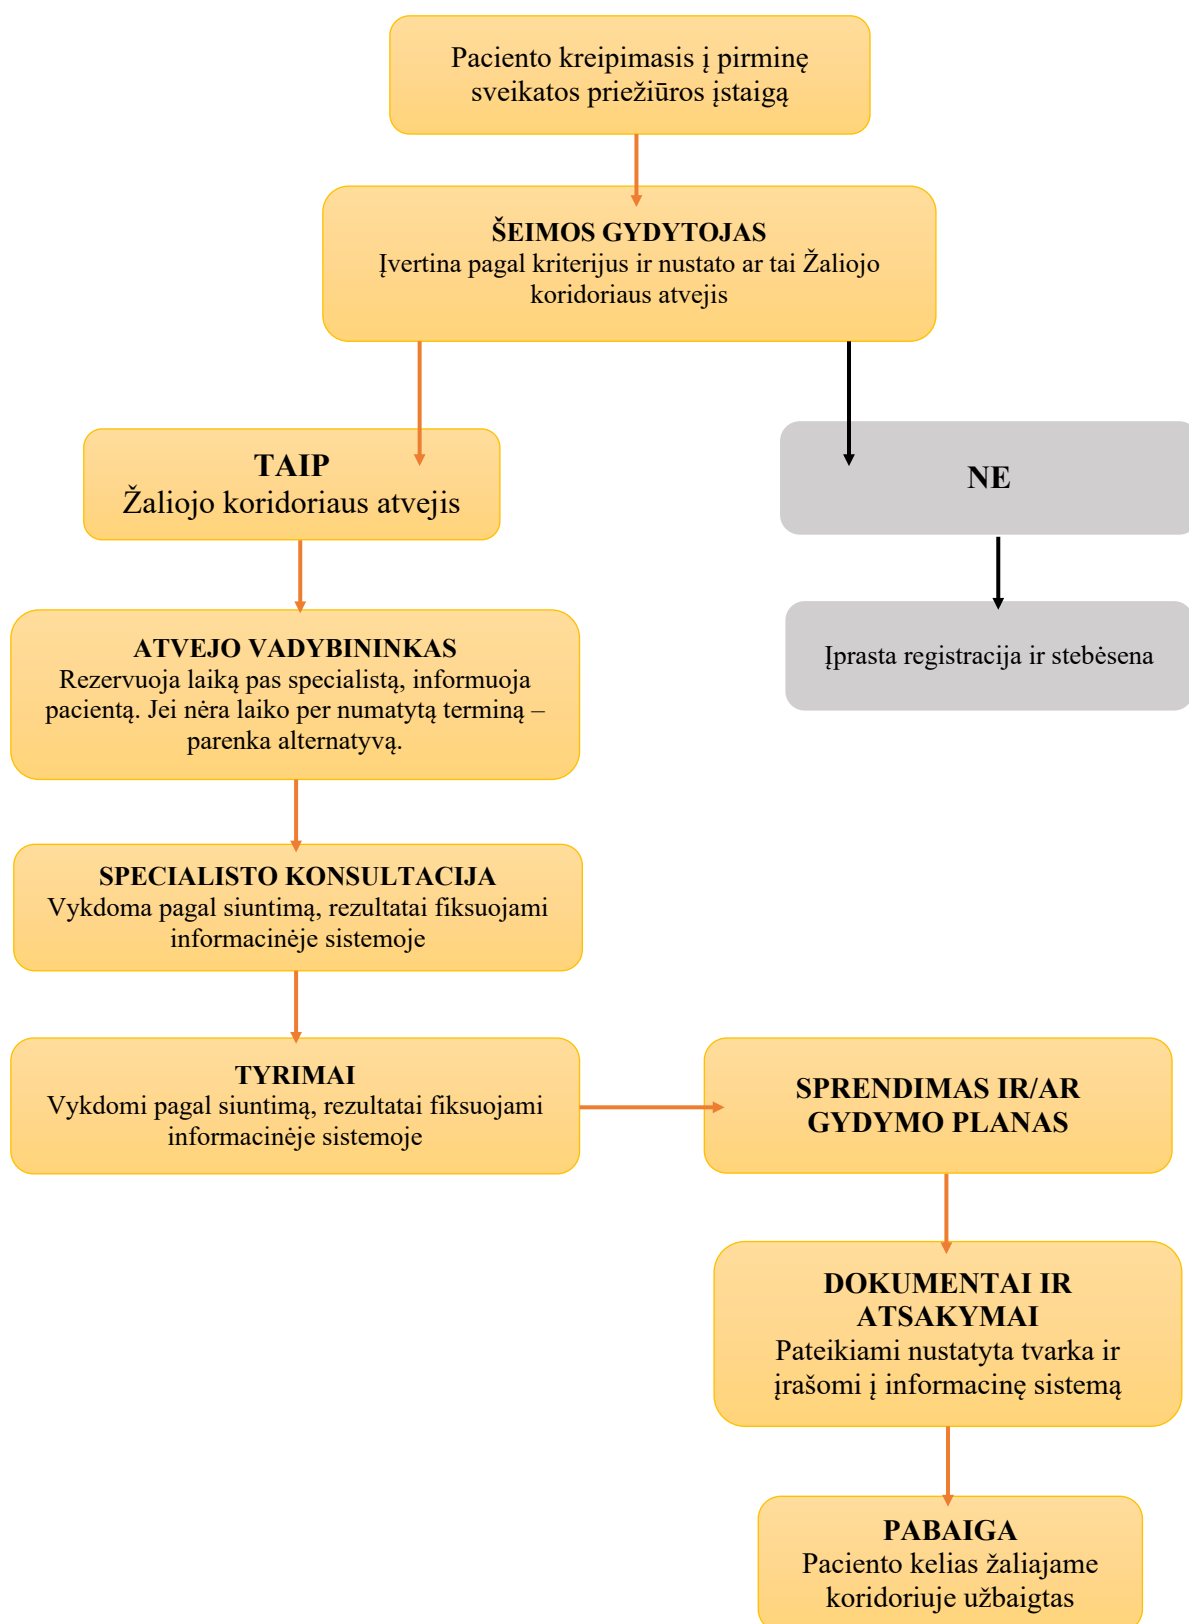 Paciento kreipimasis į pirminę
sveikatos priežiūros įstaigą
ŠEIMOS GYDYTOJAS
Įvertina pagal kriterijus ir nustato ar tai Žaliojo
koridoriaus atvejis
TAIP
Žaliojo koridoriaus atvejis
NE
ATVEJO VADYBININKAS
Rezervuoja laiką pas specialistą, informuoja
pacientą. Jei nėra laiko per numatytą terminą –
parenka alternatyvą.
Įprasta registracija ir stebėsena
SPECIALISTO KONSULTACIJA
Vykdoma pagal siuntimą, rezultatai fiksuojami
informacinėje sistemoje
TYRIMAI
Vykdomi pagal siuntimą, rezultatai fiksuojami
informacinėje sistemoje
SPRENDIMAS IR/AR
GYDYMO PLANAS
DOKUMENTAI IR
ATSAKYMAI
Pateikiami nustatyta tvarka ir
įrašomi į informacinę sistemą
PABAIGA
Paciento kelias žaliajame
koridoriuje užbaigtas